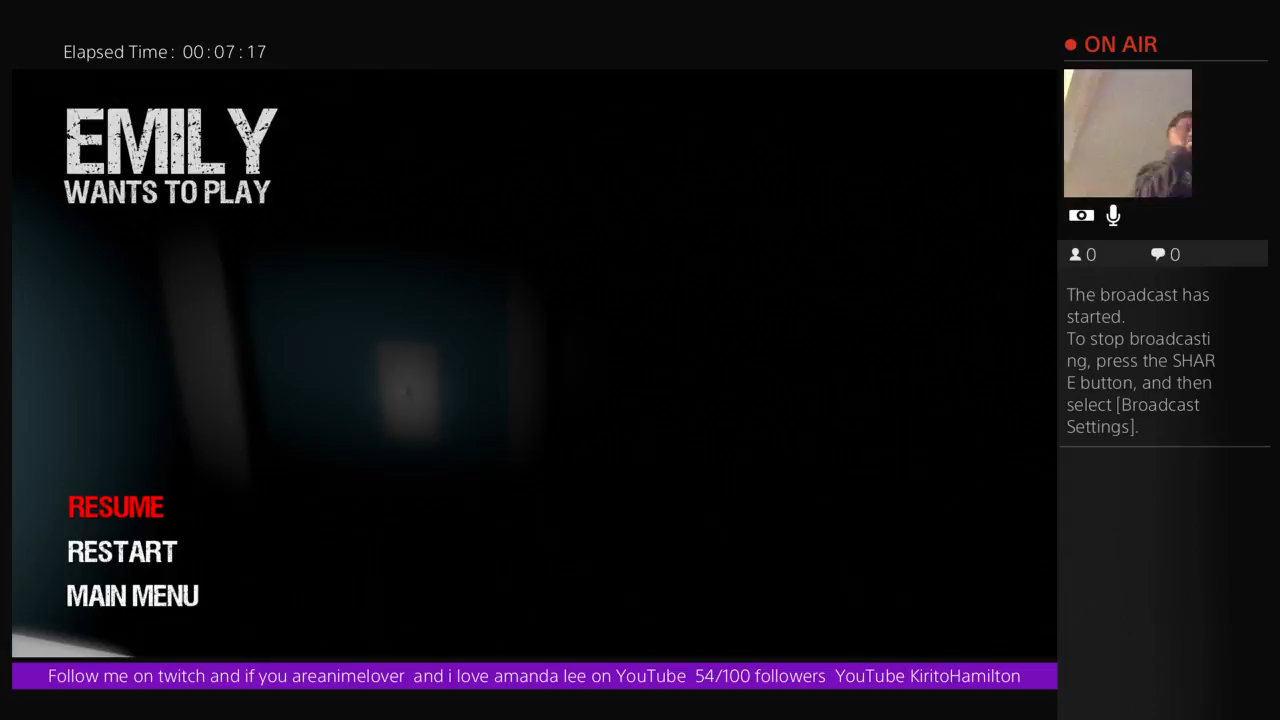 Elapsed Time: 00:07:17
ON AIR
EMILY
WANTS TO PLAY
0 0
The broadcast has
started.
To stop broadcasti
ng, press the SHAR
E button, and then
select [Broadcast
Settings].
RESUME
RESTART
MAIN MENU
Follow me on twitch and if you areanimelover and i love amanda lee on YouTube 54/100 followers YouTube KiritoHamilton